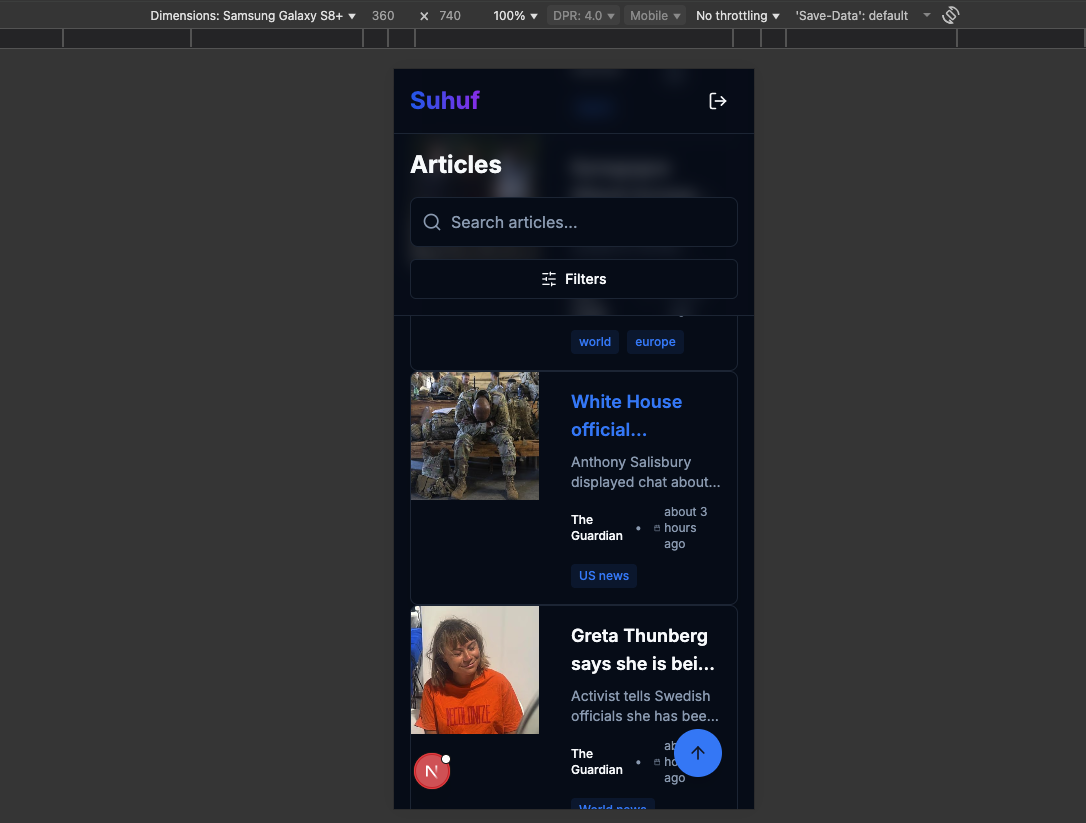 Dimensions: Samsung Galaxy S8+ 360 × 740 100% DPR: 4.0 Mobile No throttling 'Save-Data': default
Suhuf
Articles
Search articles...
Filters
world europe
White House
official...
Anthony Salisbury
displayed chat about...
The
Guardian
•
about 3
hours
ago
US news
Greta Thunberg
says she is bei...
Activist tells Swedish
officials she has bee...
The
Guardian
•
ago
World news
N